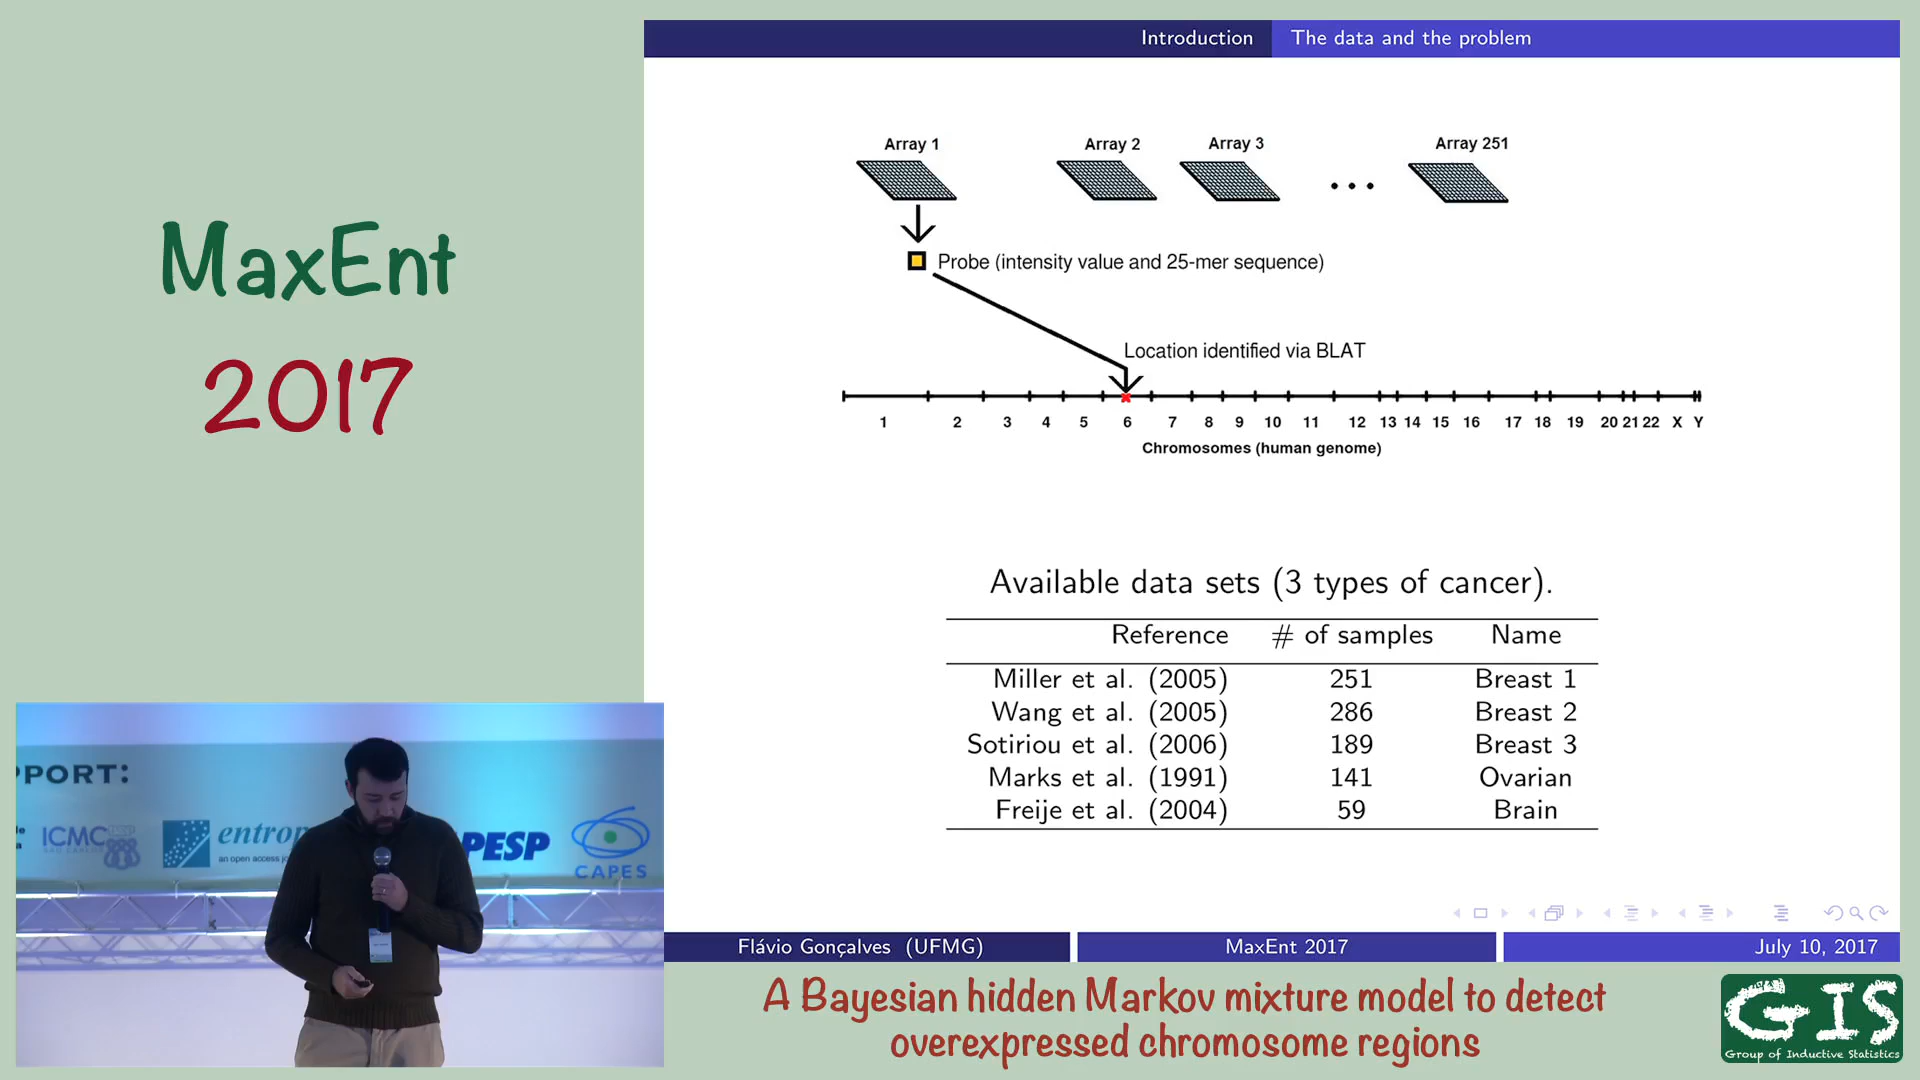 MaxEnt
2017
Introduction
The data and the problem
Array 1
Array 2
Array 3
Array 251
Probe (intensity value and 25-mer sequence)
Location identified via BLAT
1 2 3 4 5 6 7 8 9 10 11 12 13 14 15 16 17 18 19 20 21 22 X Y
Chromosomes (human genome)
Available data sets (3 types of cancer).
Reference # of samples Name
Miller et al. (2005) 251 Breast 1
Wang et al. (2005) 286 Breast 2
Sotiriou et al. (2006) 189 Breast 3
Marks et al. (1991) 141 Ovarian
Freije et al. (2004) 59 Brain
PPORT:
ICMC
entrop
an open access jo
PESP
CAPES
Flávio Gonçalves (UFMG)
MaxEnt 2017
July 10, 2017
A Bayesian hidden Markov mixture model to detect
overexpressed chromosome regions
GIS
Group of Inductive Statistics